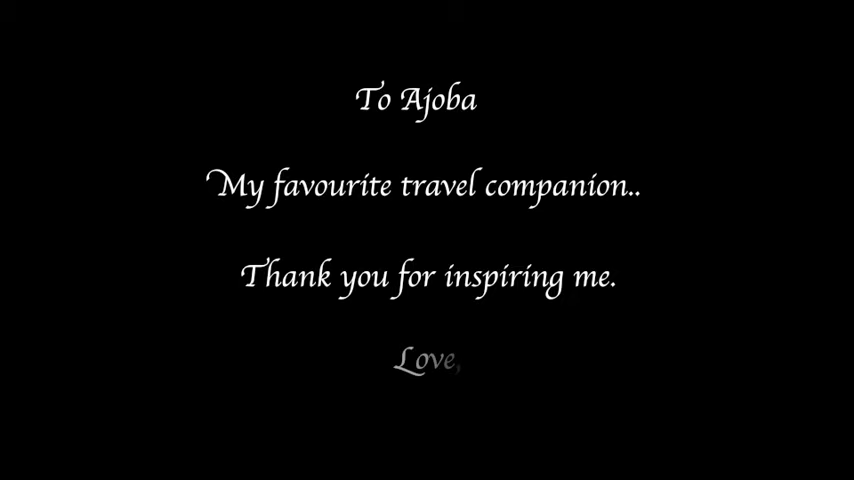 To Ajoba
My favourite travel companion..
Thank you for inspiring me.
Love,